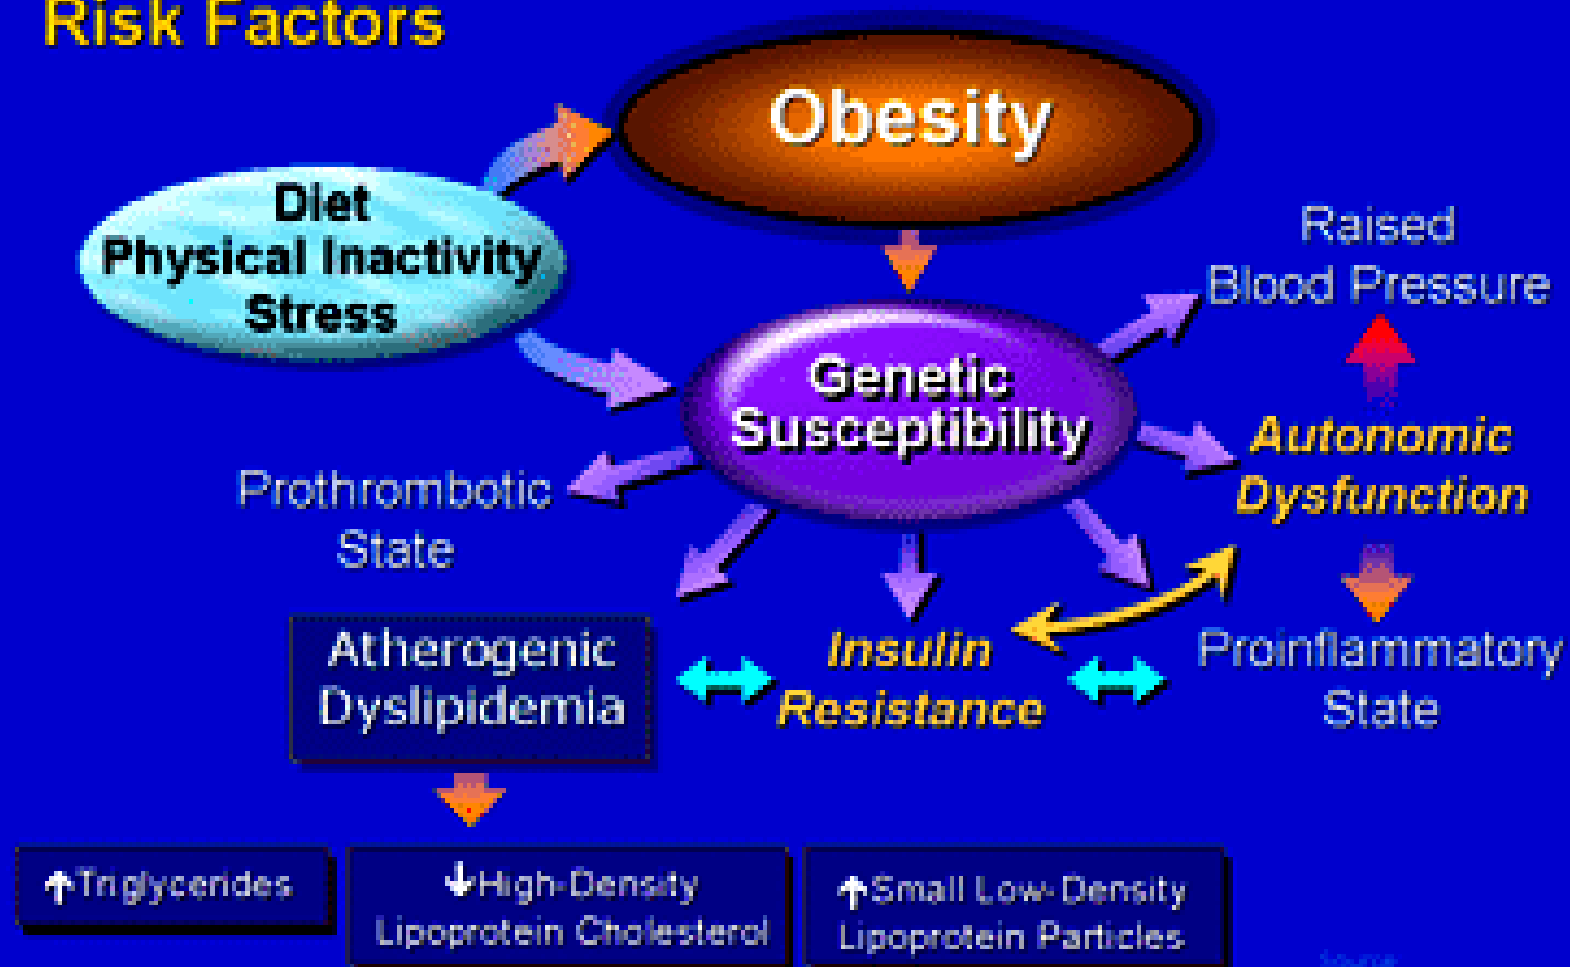 Risk Factors
Obesity
Diet
Physical Inactivity
Stress
Raised
Blood Pressure
Genetic
Susceptibility
Autonomic
Dysfunction
Prothrombotic
State
Atherogenic
Dyslipidemia
Insulin
Resistance
Proinflammatory
State
↑Triglycerides
↓High-Density
Lipoprotein Cholesterol
↑Small Low-Density
Lipoprotein Particles
Source